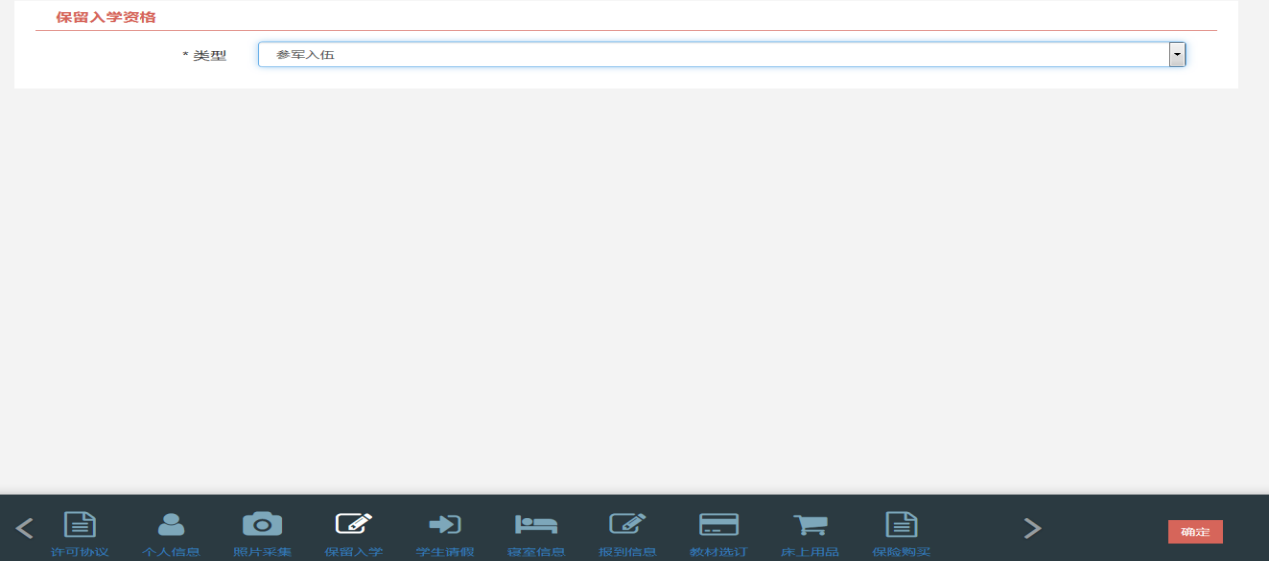 保留入学资格
* 类型 参军入伍
许可协议 个人信息 照片采集 保留入学 学生请假 寝室信息 报到信息 教材选订 床上用品 保险购买 确定